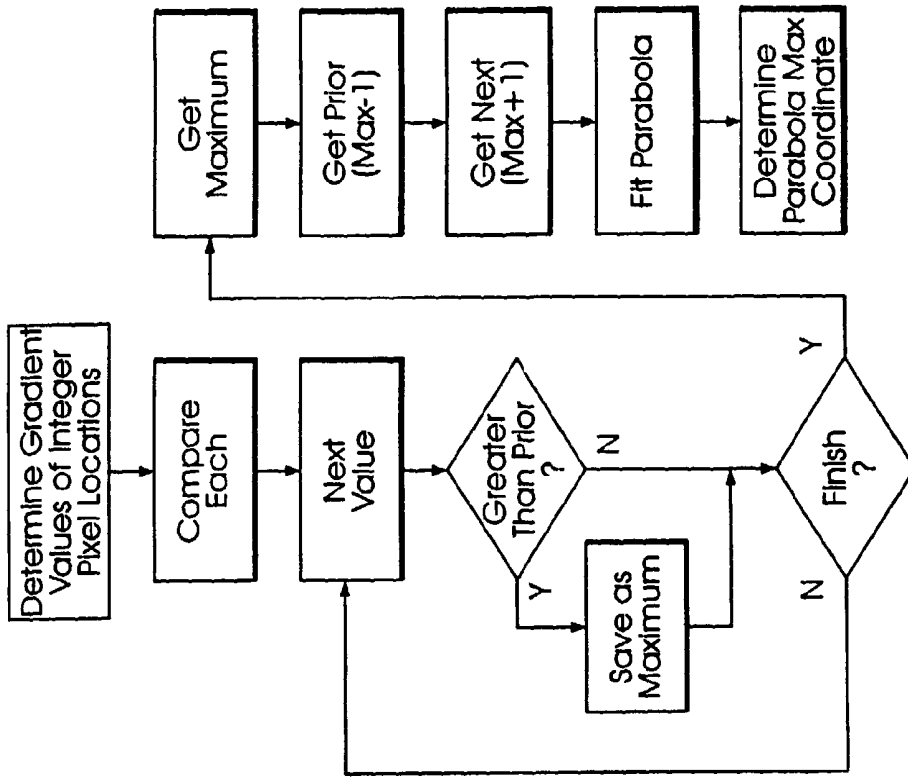 Determine Gradient
Values of Integer
Pixel Locations
Compare
Each
Next
Value
Greater
Than Prior
?
Y
N
Save as
Maximum
Finish
?
N
Y
Get
Maximum
Get Prior
(Max-1)
Get Next
(Max+1)
Fit Parabola
Determine
Parabola Max
Coordinate